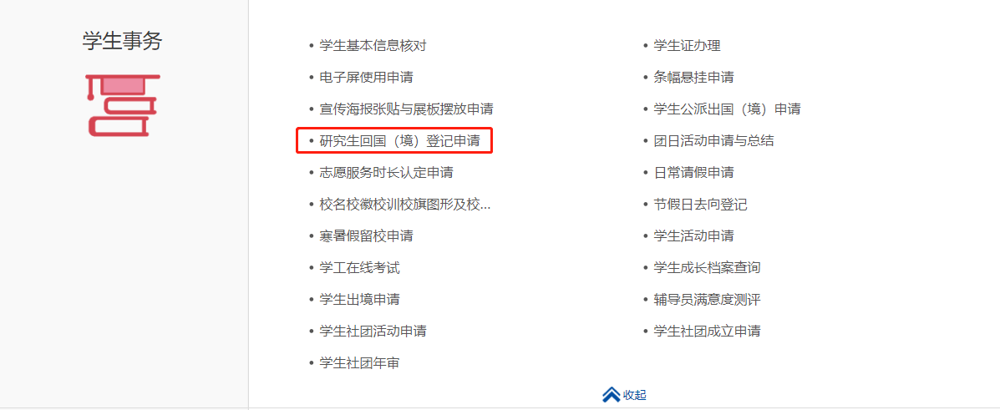 学生事务
学生基本信息核对
学生证办理
电子屏使用申请
条幅悬挂申请
宣传海报张贴与展板摆放申请
学生公派出国（境）申请
研究生回国（境）登记申请
团日活动申请与总结
志愿服务时长认定申请
日常请假申请
校名校徽校训校旗图形及校...
节假日去向登记
寒暑假留校申请
学生活动申请
学工在线考试
学生成长档案查询
学生出境申请
辅导员满意度测评
学生社团活动申请
学生社团成立申请
学生社团年审
收起